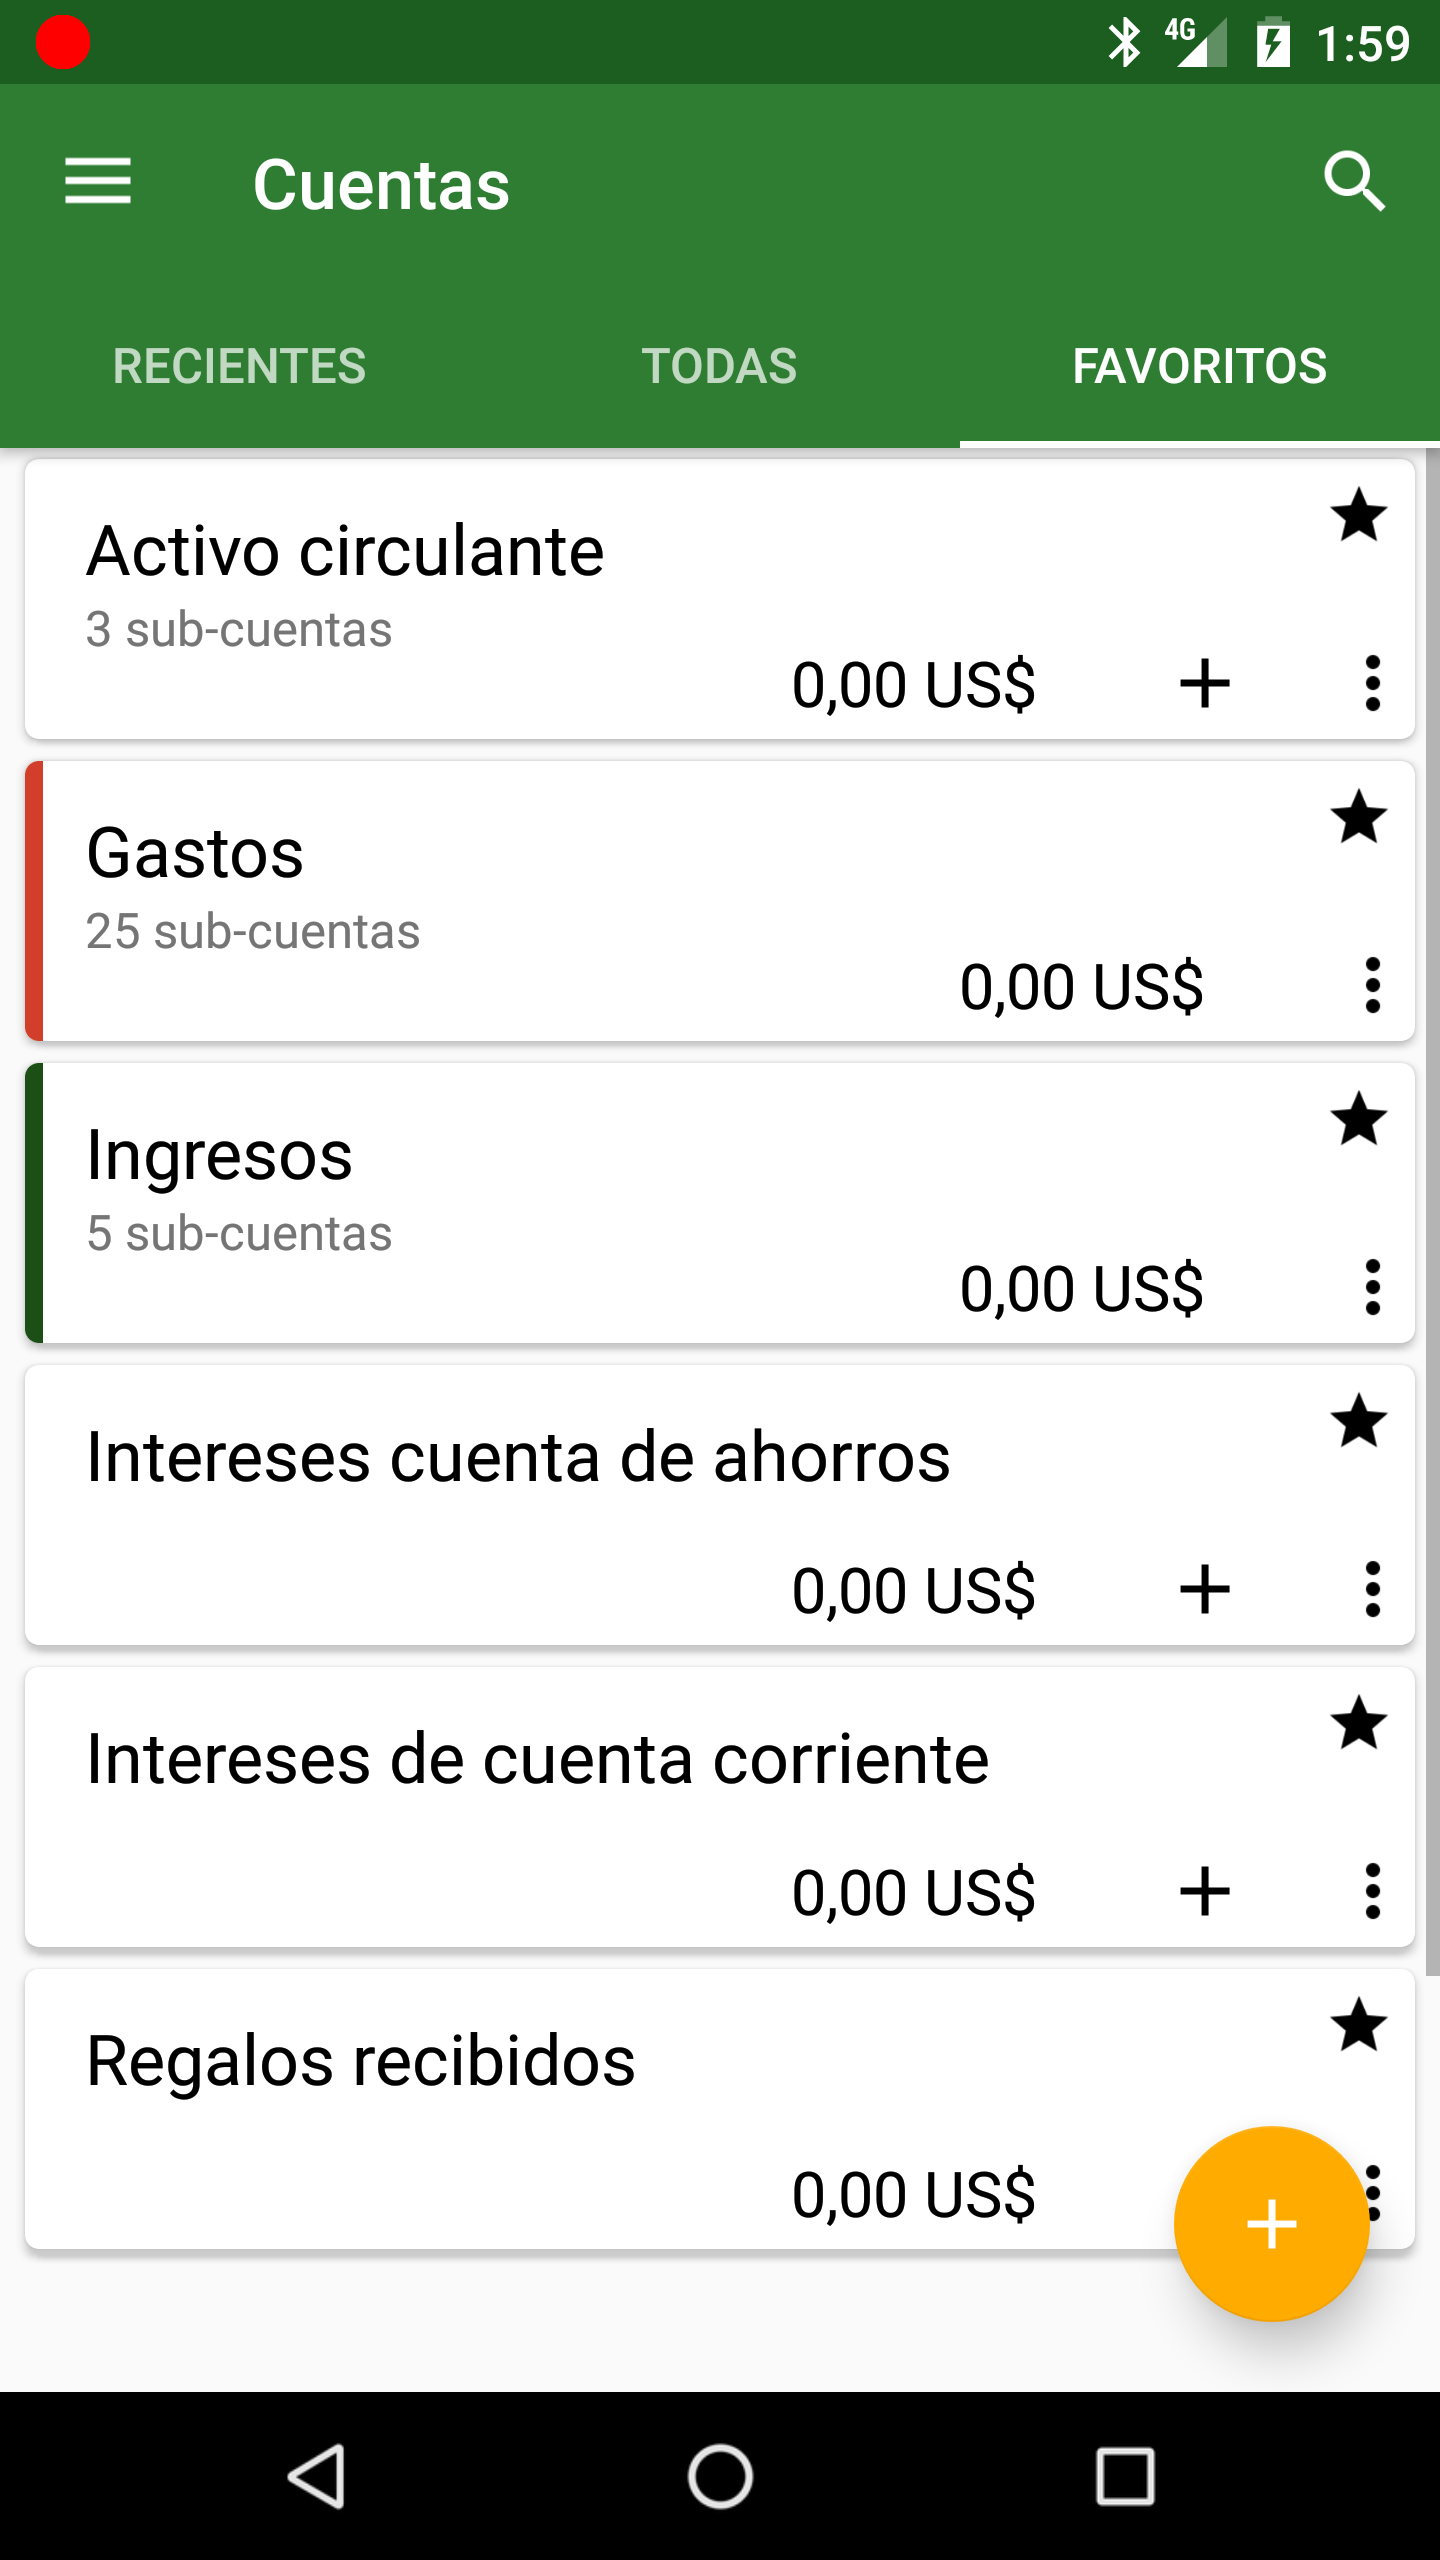 4G 1:59
Cuentas
RECIENTES TODAS FAVORITOS
Activo circulante
3 sub-cuentas
0,00 US$
Gastos
25 sub-cuentas
0,00 US$
Ingresos
5 sub-cuentas
0,00 US$
Intereses cuenta de ahorros
0,00 US$
Intereses de cuenta corriente
0,00 US$
Regalos recibidos
0,00 US$